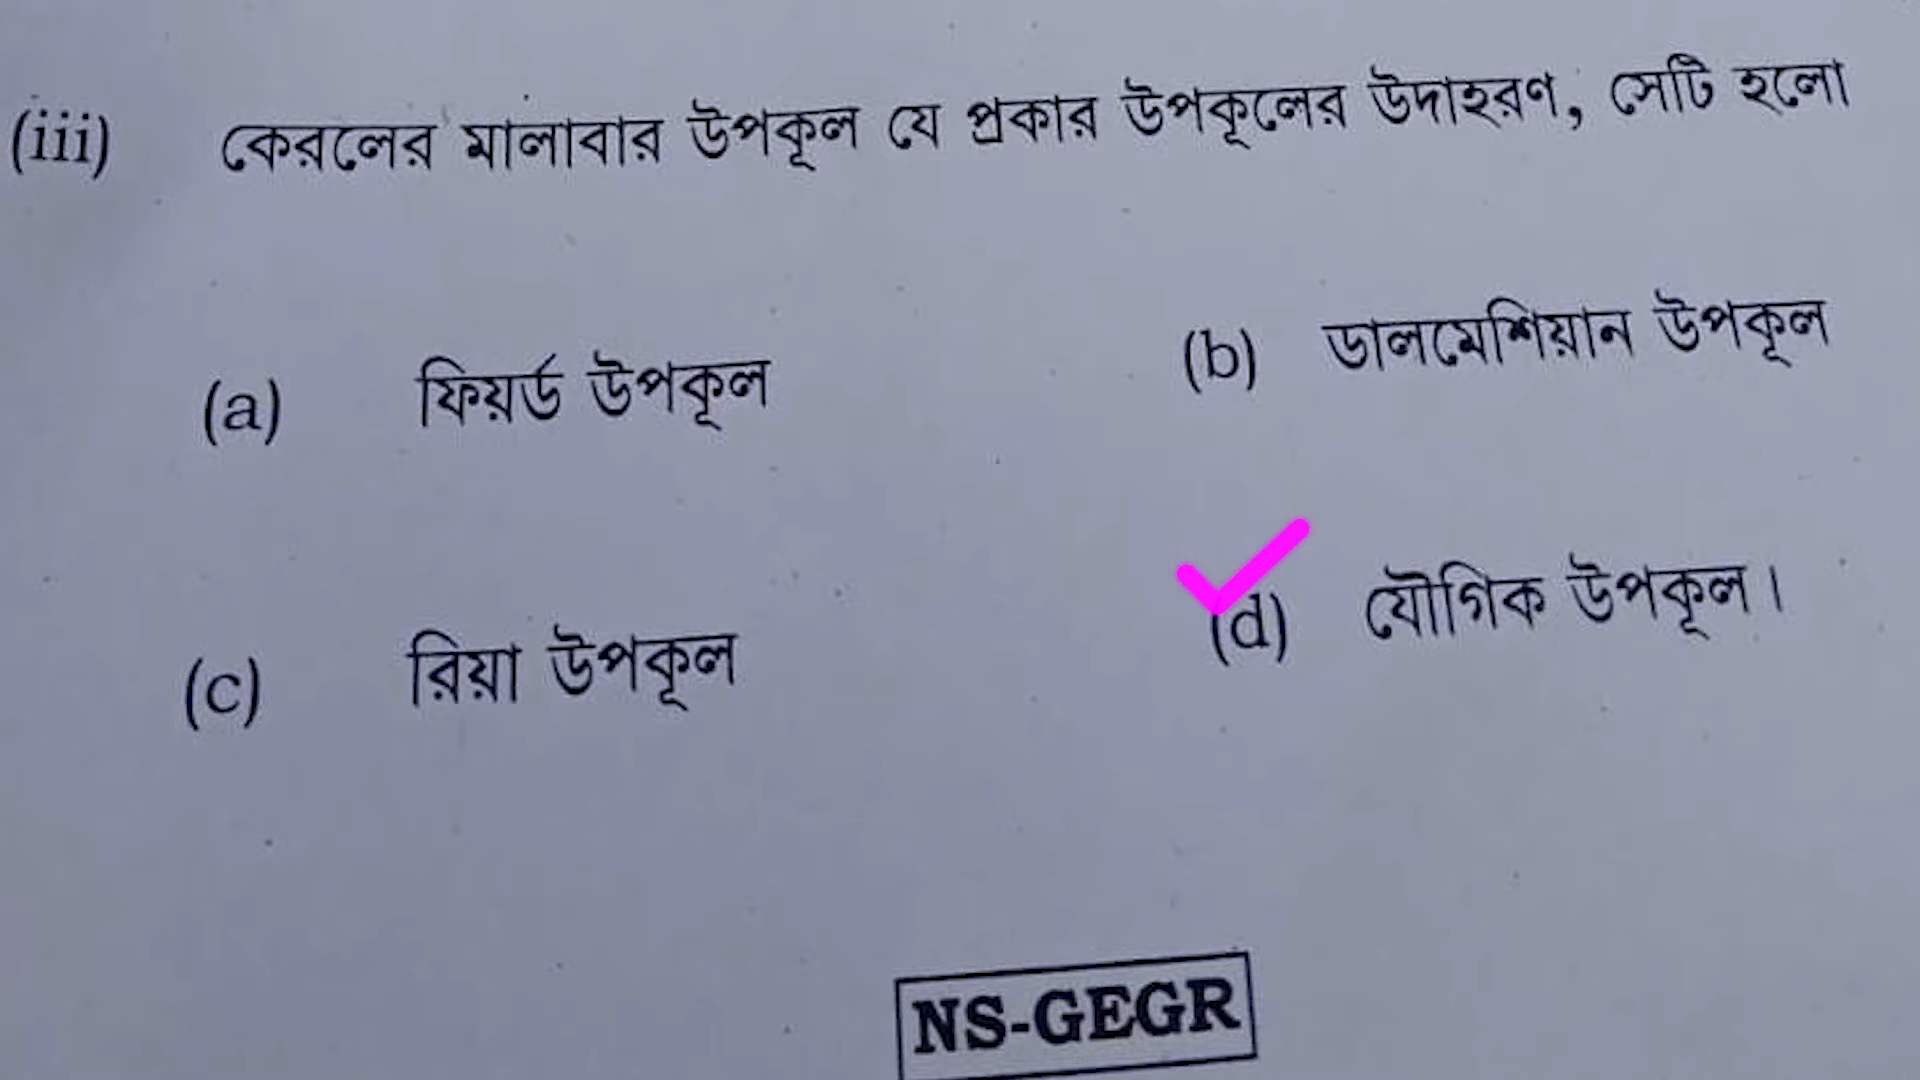 (iii) কেরলের মালাবার উপকূল যে প্রকার উপকূলের উদাহরণ, সেটি হলো
(a) ফিয়র্ড উপকূল (b) ডালমেশিয়ান উপকূল
(c) রিয়া উপকূল (d) যৌগিক উপকূল।
NS-GEGR